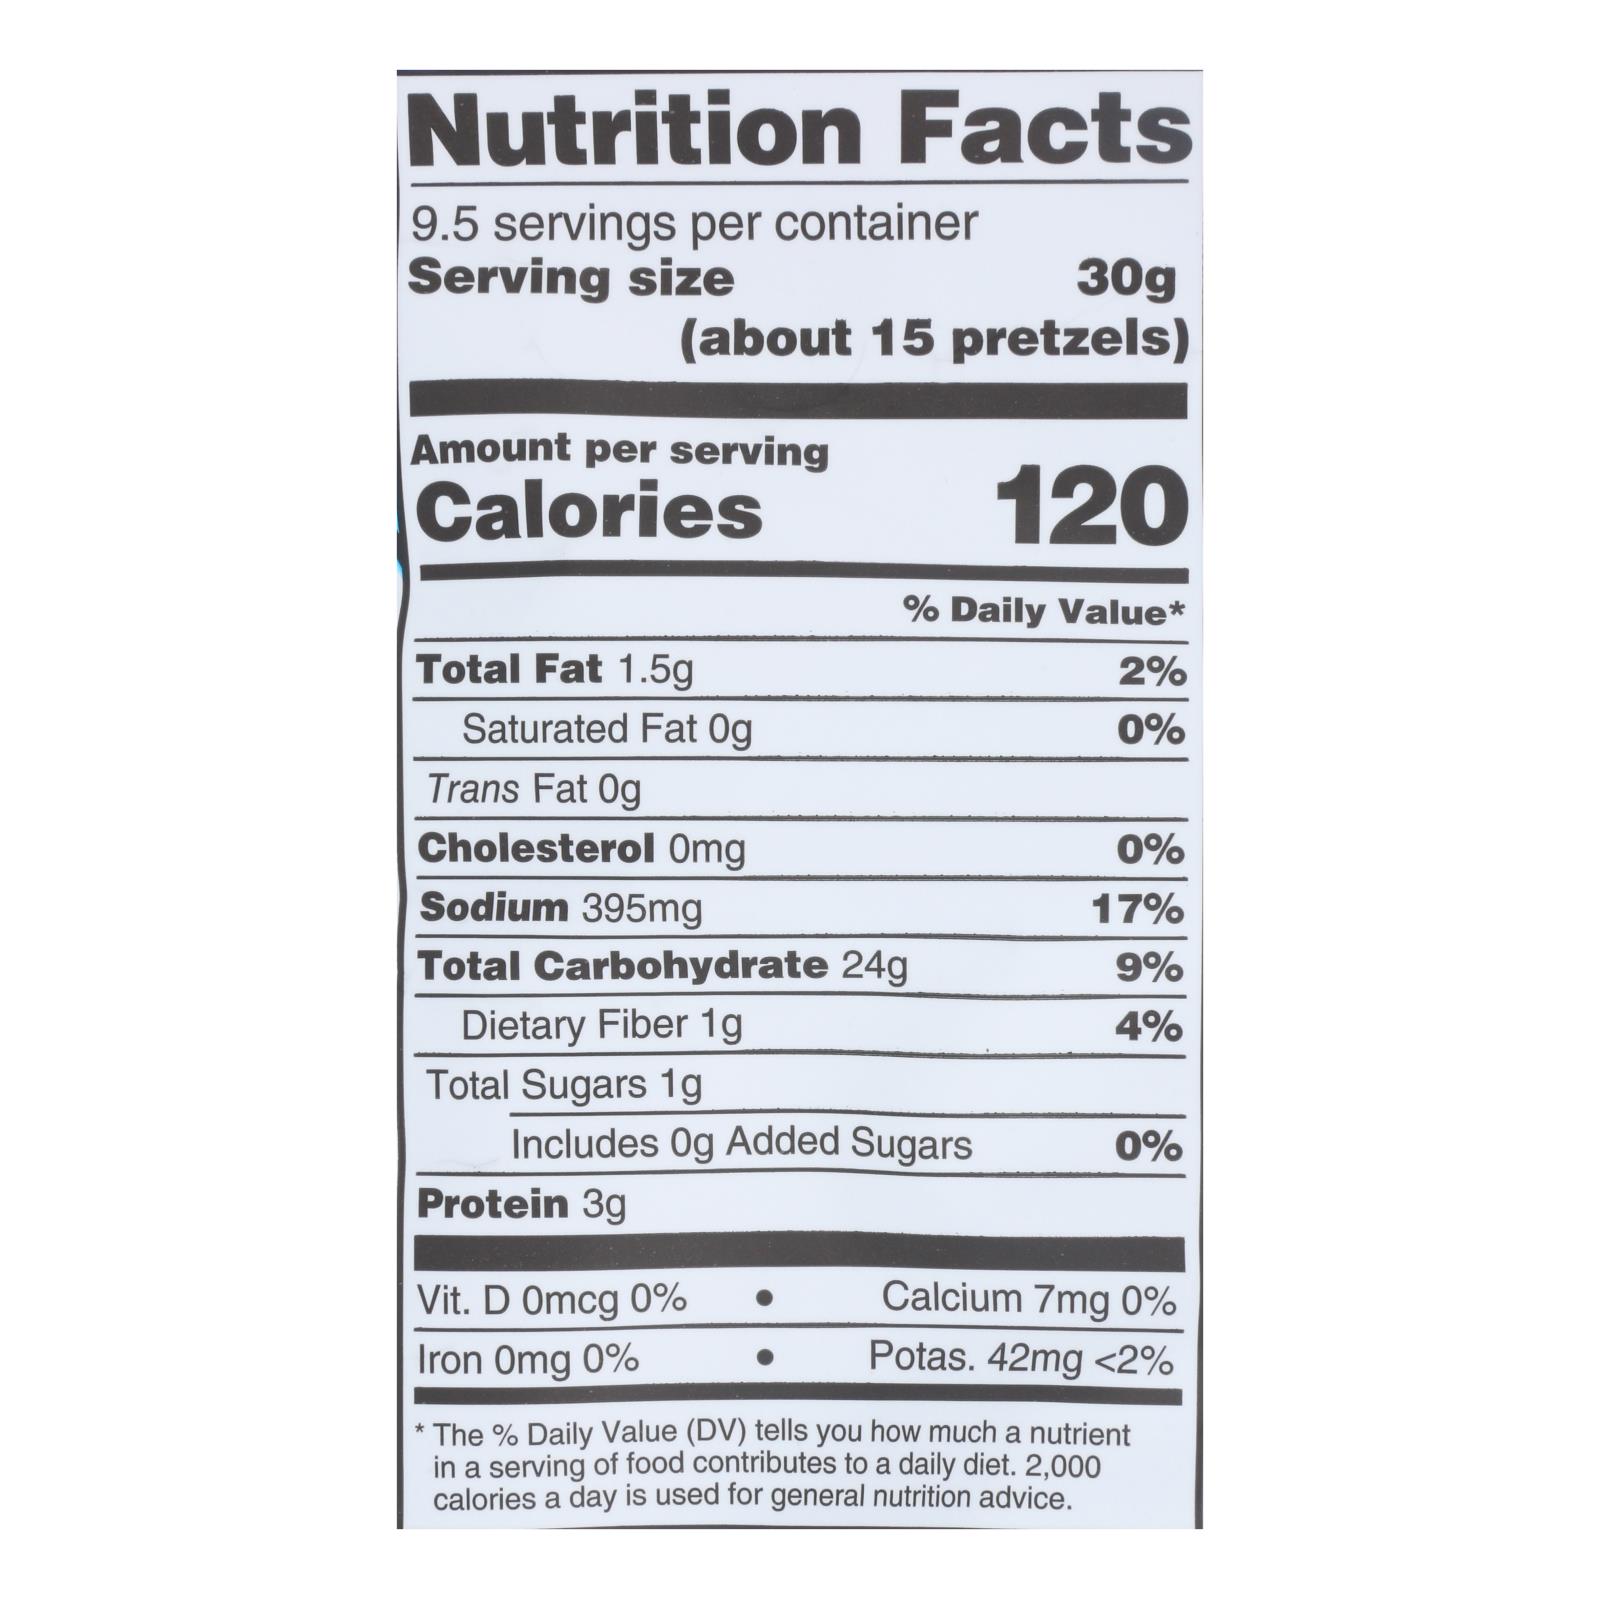 Nutrition Facts
9.5 servings per container
Serving size 30g
(about 15 pretzels)
Amount per serving
Calories 120
% Daily Value*
Total Fat 1.5g 2%
Saturated Fat 0g 0%
Trans Fat 0g
Cholesterol 0mg 0%
Sodium 395mg 17%
Total Carbohydrate 24g 9%
Dietary Fiber 1g 4%
Total Sugars 1g
Includes 0g Added Sugars 0%
Protein 3g
Vit. D 0mcg 0% • Calcium 7mg 0%
Iron 0mg 0% • Potas. 42mg <2%
* The % Daily Value (DV) tells you how much a nutrient
in a serving of food contributes to a daily diet. 2,000
calories a day is used for general nutrition advice.